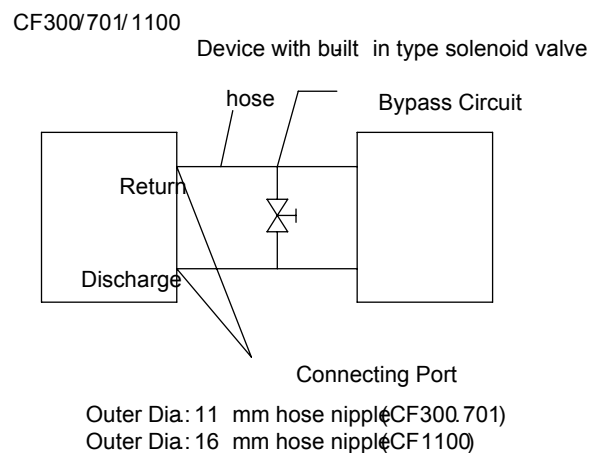 CF300/701/1100
Device with built in type solenoid valve
hose
Bypass Circuit
Return
Discharge
Connecting Port
Outer Dia.: 11 mm hose nipple(CF300.701)
Outer Dia.: 16 mm hose nipple(CF1100)